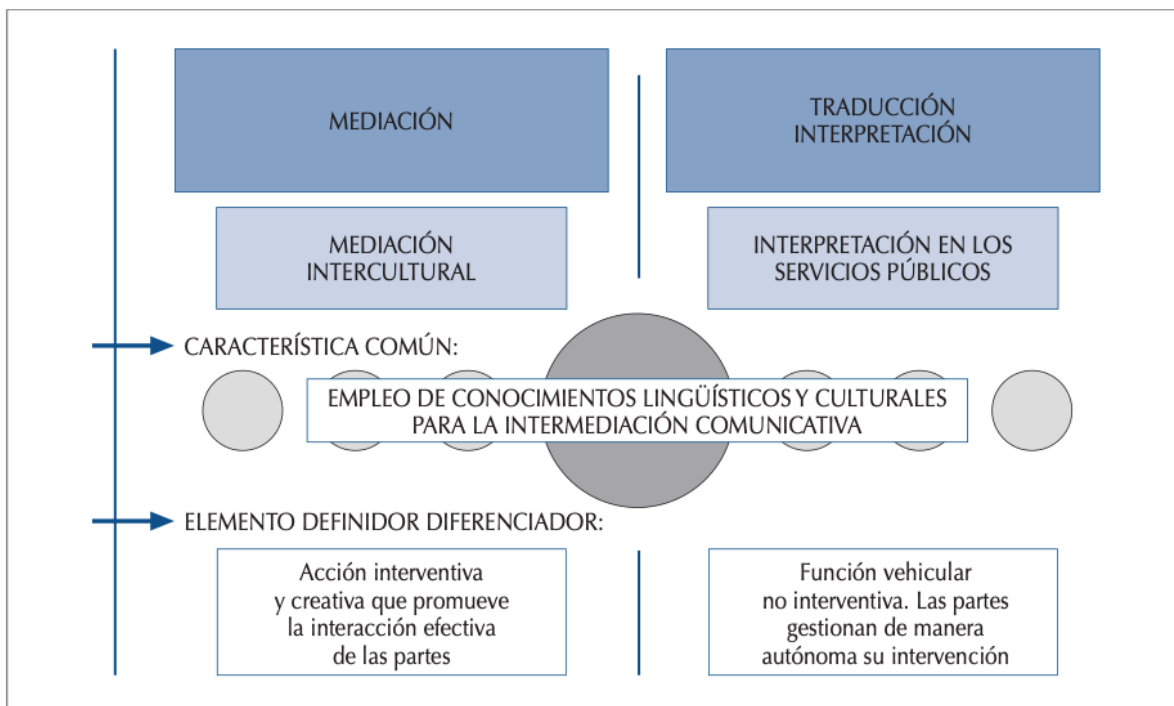 MEDIACIÓN
TRADUCCIÓN
INTERPRETACIÓN
MEDIACIÓN
INTERCULTURAL
INTERPRETACIÓN EN LOS
SERVICIOS PÚBLICOS
CARACTERÍSTICA COMÚN:
EMPLEO DE CONOCIMIENTOS LINGÜÍSTICOS Y CULTURALES
PARA LA INTERMEDIACIÓN COMUNICATIVA
ELEMENTO DEFINIDOR DIFERENCIADOR:
Acción interventiva
y creativa que promueve
la interacción efectiva
de las partes
Función vehicular
no interventiva. Las partes
gestionan de manera
autónoma su intervención